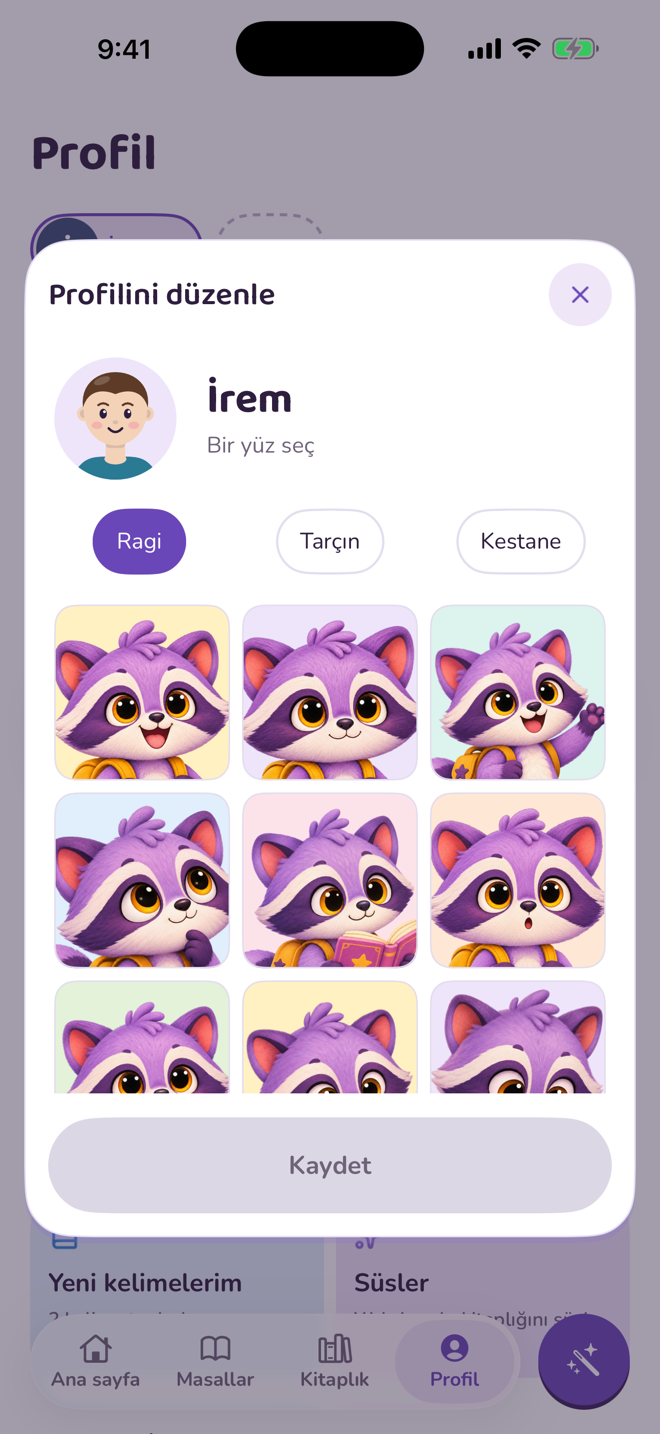 9:41
Profil
Profilini düzenle
İrem
Bir yüz seç
Ragi
Tarçın
Kestane
Kaydet
Yeni kelimelerim
Süsler
Ana sayfa
Masallar
Kitaplık
Profil